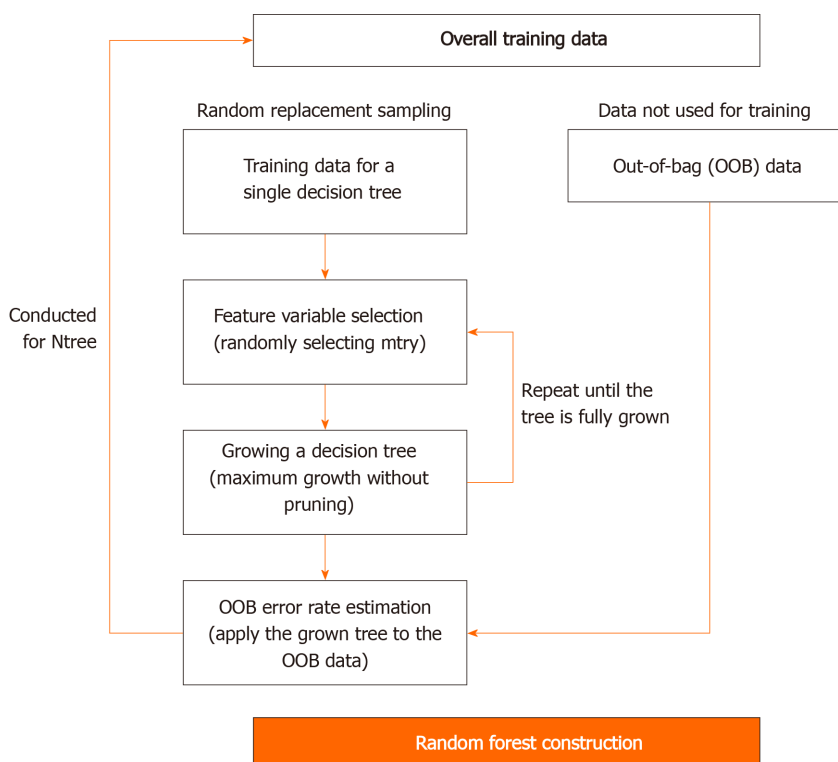 Overall training data
Random replacement sampling
Data not used for training
Training data for a
single decision tree
Out-of-bag (OOB) data
Feature variable selection
(randomly selecting mtry)
Conducted
for Ntree
Repeat until the
tree is fully grown
Growing a decision tree
(maximum growth without
pruning)
OOB error rate estimation
(apply the grown tree to the
OOB data)
Random forest construction